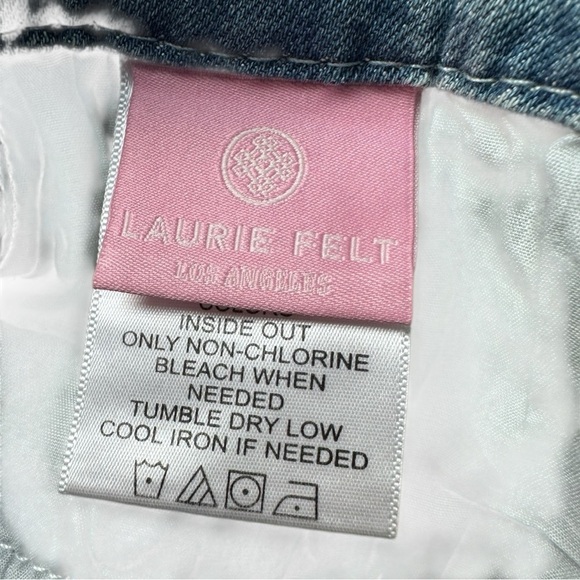 LAURIE FELT
LOS ANGELES
COLORS
INSIDE OUT
ONLY NON-CHLORINE
BLEACH WHEN
NEEDED
TUMBLE DRY LOW
COOL IRON IF NEEDED